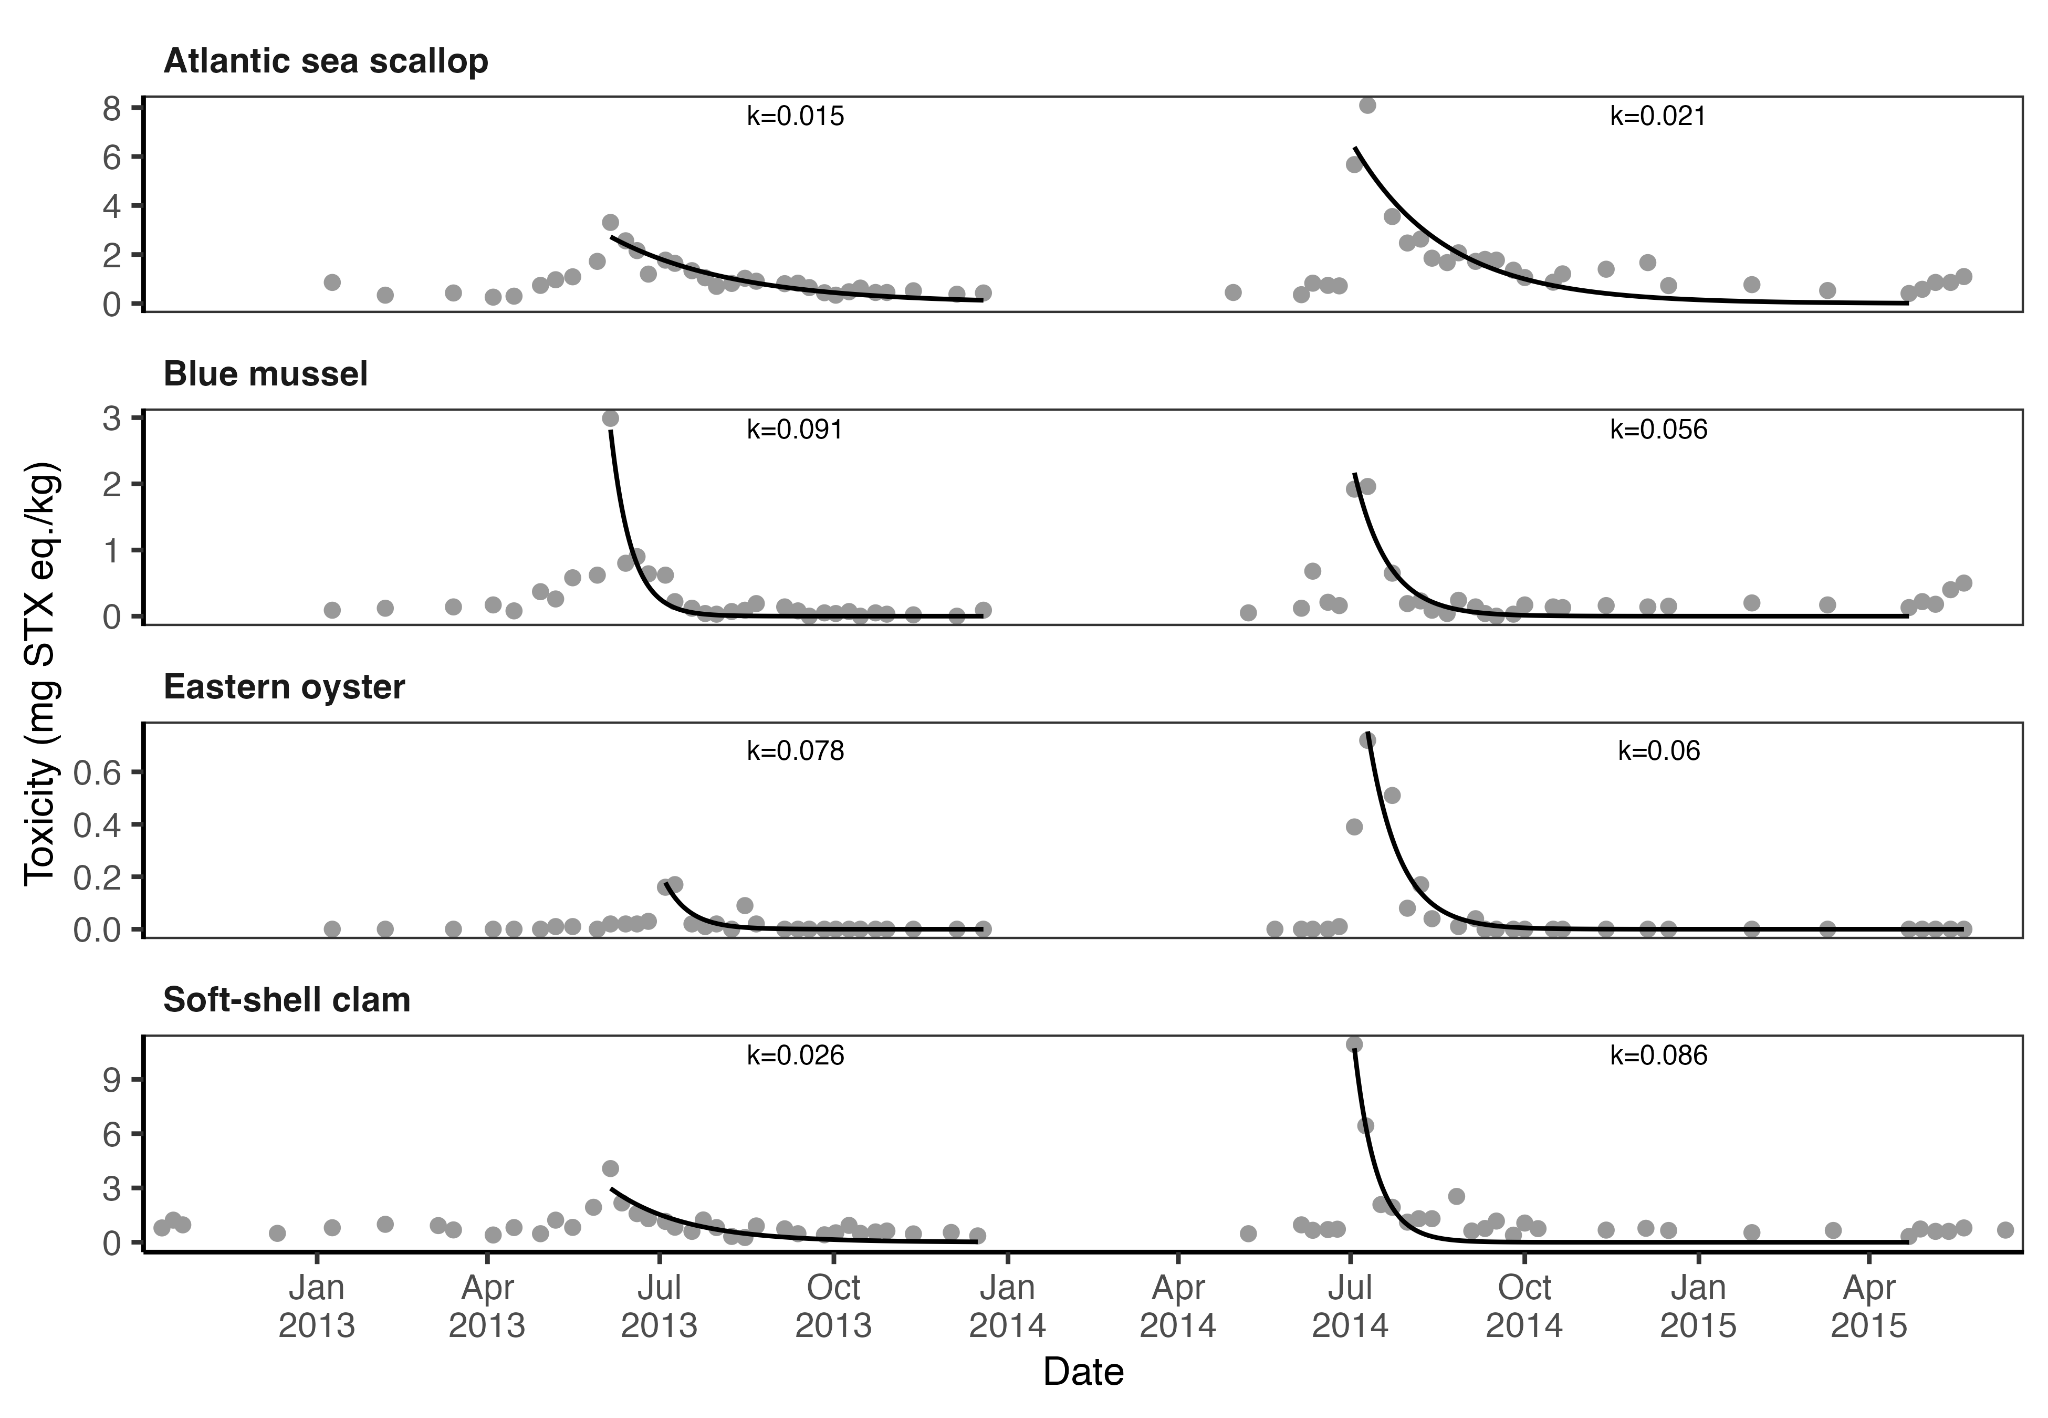 Atlantic sea scallop
8
6
4
2
0
k=0.015
k=0.021
Blue mussel
3
2
1
0
k=0.091
k=0.056
Eastern oyster
0.6
0.4
0.2
0.0
k=0.078
k=0.06
Soft-shell clam
9
6
3
0
k=0.026
k=0.086
Toxicity (mg STX eq./kg)
Jan Apr Jul Oct Jan Apr Jul Oct Jan Apr
2013 2013 2013 2013 2014 2014 2014 2014 2015 2015
Date